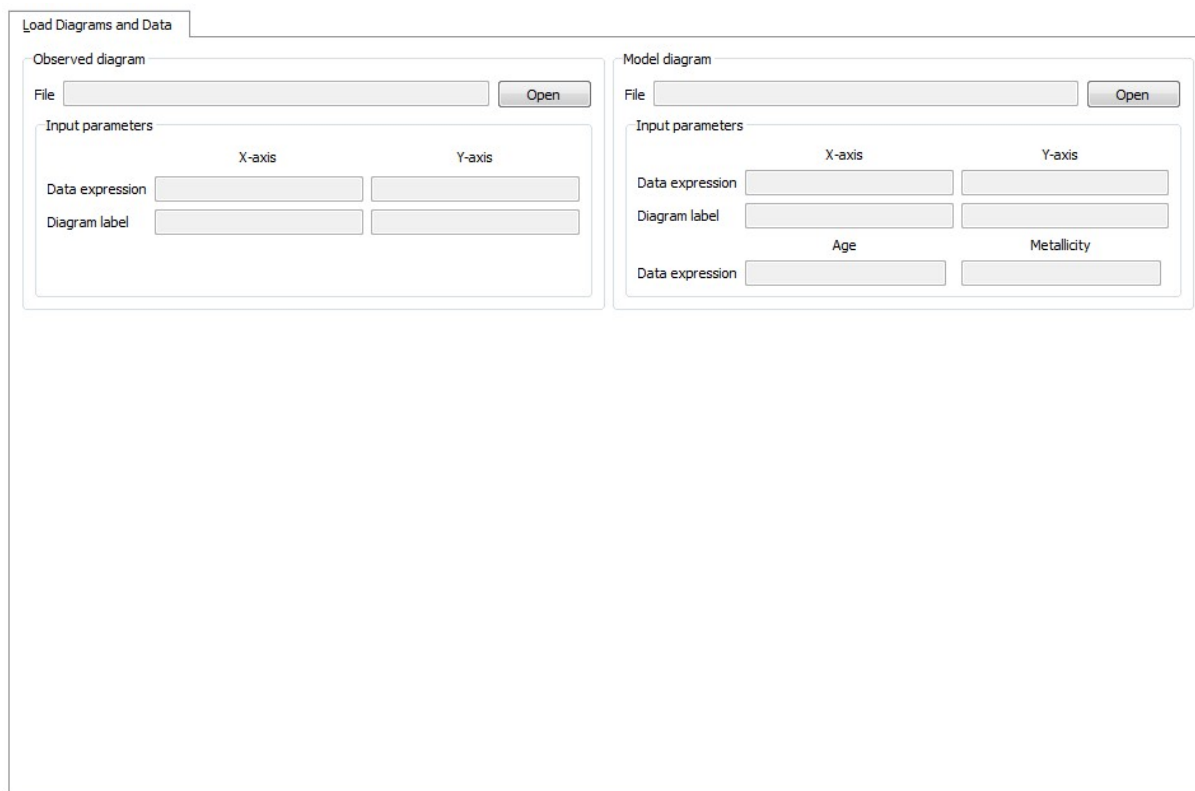 Load Diagrams and Data
Observed diagram
File Open
Input parameters
X-axis Y-axis
Data expression
Diagram label
Model diagram
File Open
Input parameters
X-axis Y-axis
Data expression
Diagram label
Age Metallicity
Data expression